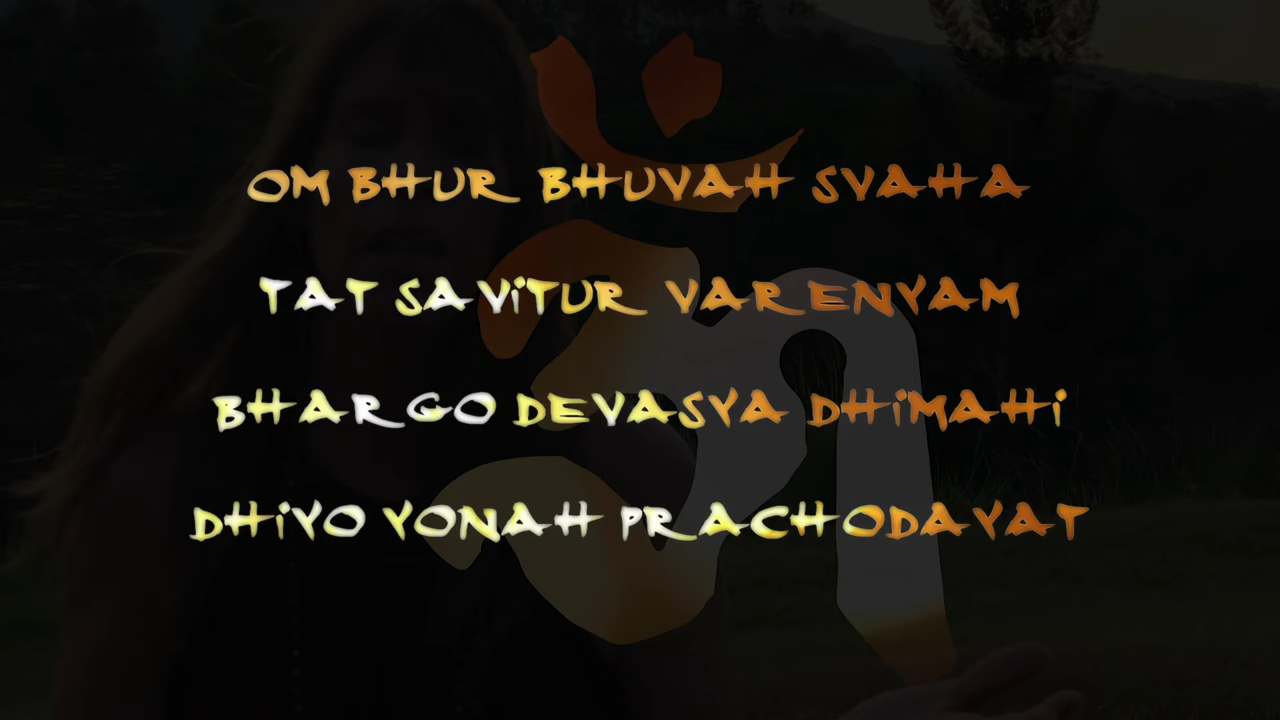 OM BHUR BHUVAH SVAHA
TAT SAViTUR VARENYAM
BHARGO DEVASYA DHiMAHi
DHiYO YONAH PRACHODAYAT